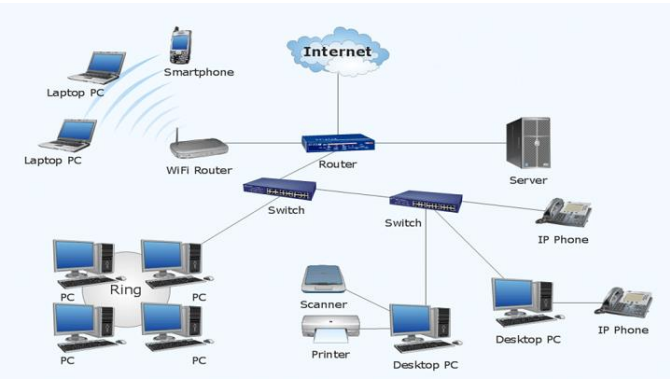 Internet
Smartphone
Laptop PC
Laptop PC
WiFi Router
Router
Server
Switch
Switch
IP Phone
Ring
PC
PC
PC
PC
Scanner
Printer
Desktop PC
Desktop PC
IP Phone